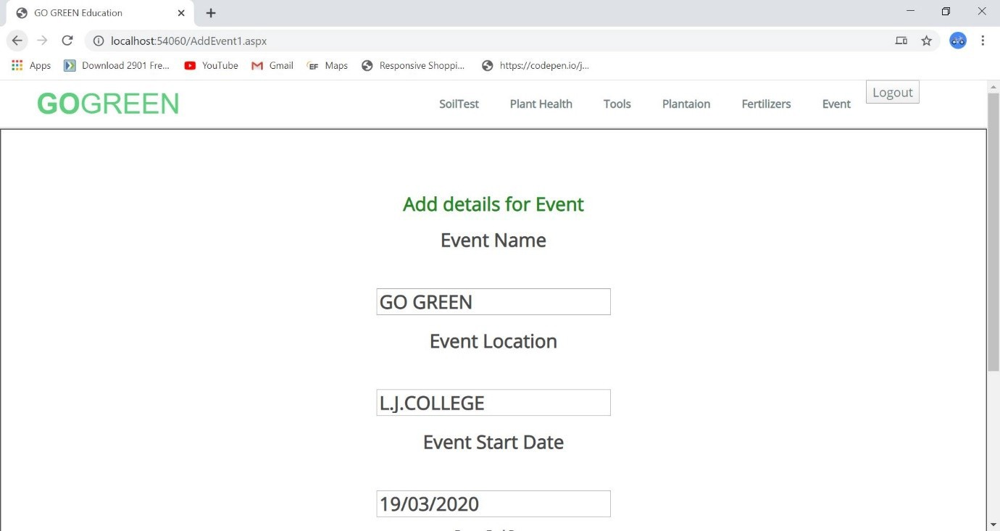 GO GREEN Education
localhost:54060/AddEvent1.aspx
Apps Download 2901 Fre... YouTube Gmail EF Maps Responsive Shoppi... https://codepen.io/j...
GOGREEN SoilTest Plant Health Tools Plantaion Fertilizers Event Logout
Add details for Event
Event Name
GO GREEN
Event Location
L.J.COLLEGE
Event Start Date
19/03/2020